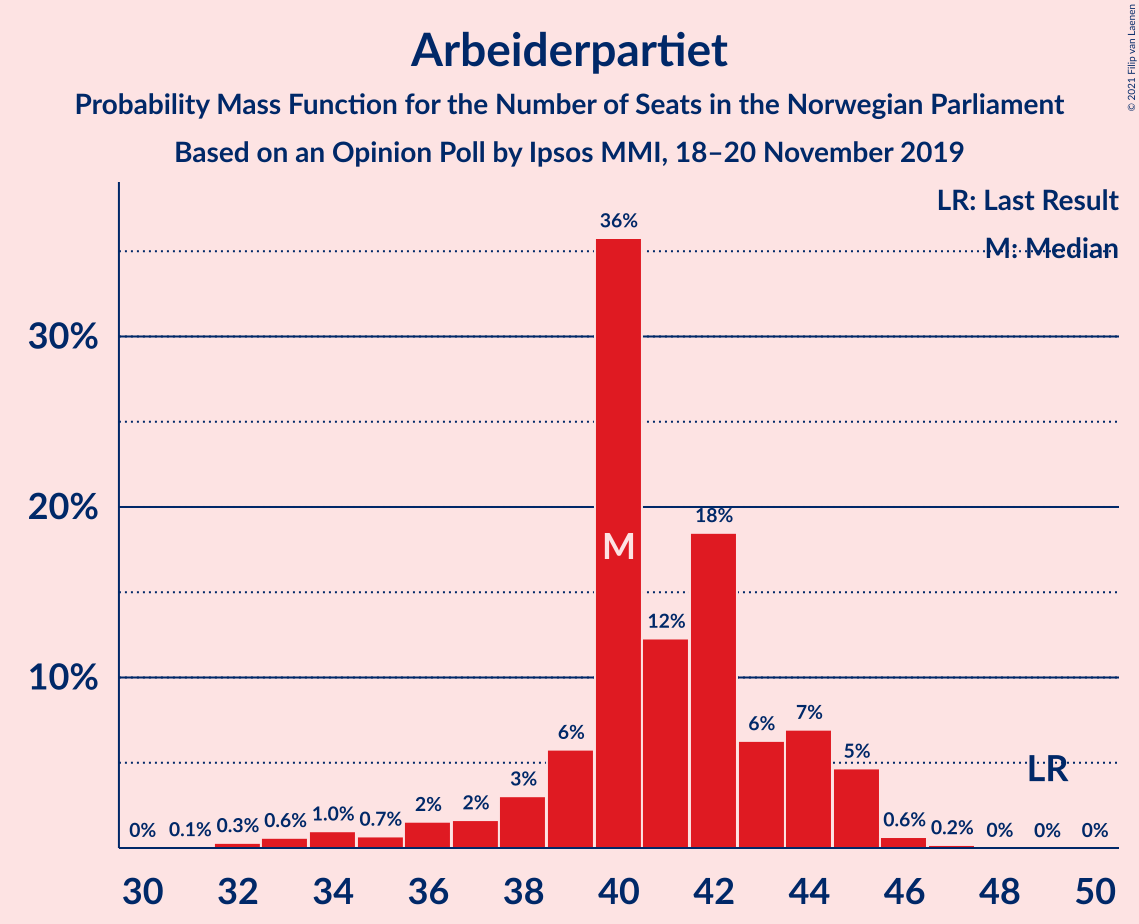 Arbeiderpartiet
Probability Mass Function for the Number of Seats in the Norwegian Parliament
Based on an Opinion Poll by Ipsos MMI, 18–20 November 2019
© 2021 Filip van Laenen
LR: Last Result
M: Median
30%
20%
10%
0% 0.1% 0.3% 0.6% 1.0% 0.7% 2% 2% 3% 6% 36% 12% 18% 6% 7% 5% 0.6% 0.2% 0% 0% 0%
M
LR
30 32 34 36 38 40 42 44 46 48 50